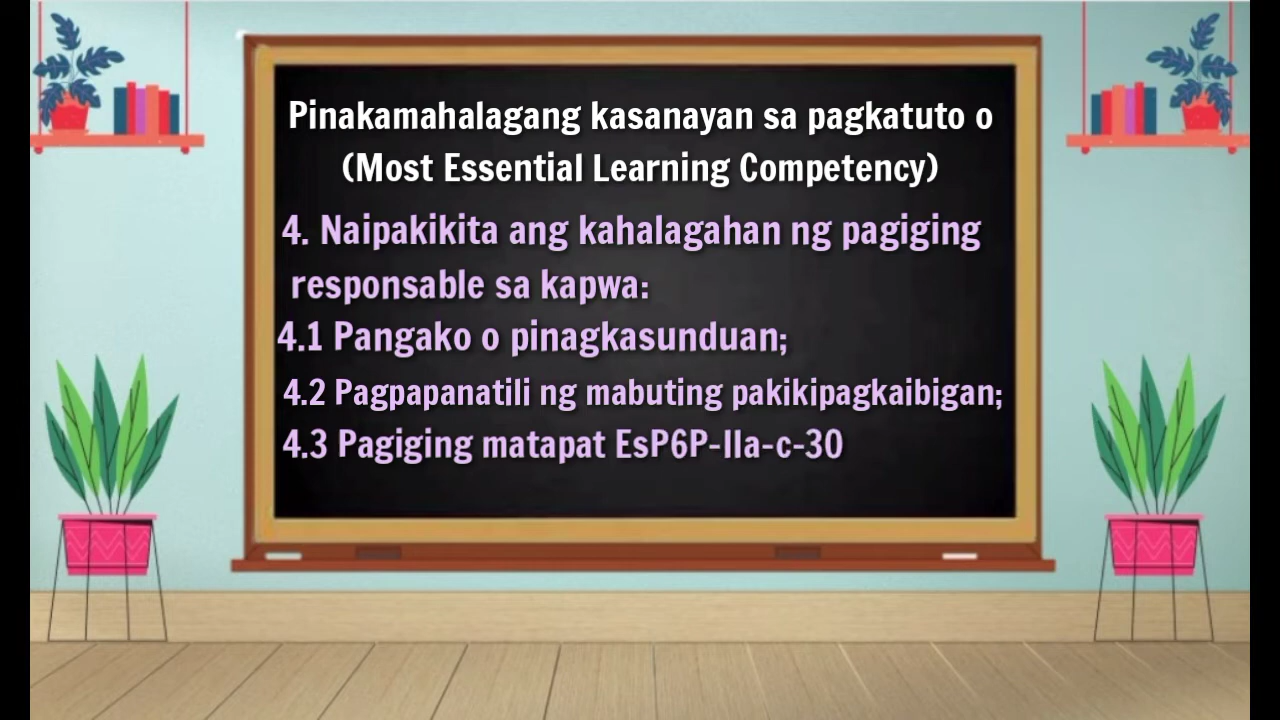 Pinakamahalagang kasanayan sa pagkatuto o
(Most Essential Learning Competency)
4. Naipakikita ang kahalagahan ng pagiging
responsable sa kapwa:
4.1 Pangako o pinagkasunduan;
4.2 Pagpapanatili ng mabuting pakikipagkaibigan;
4.3 Pagiging matapat EsP6P-IIa-c-30